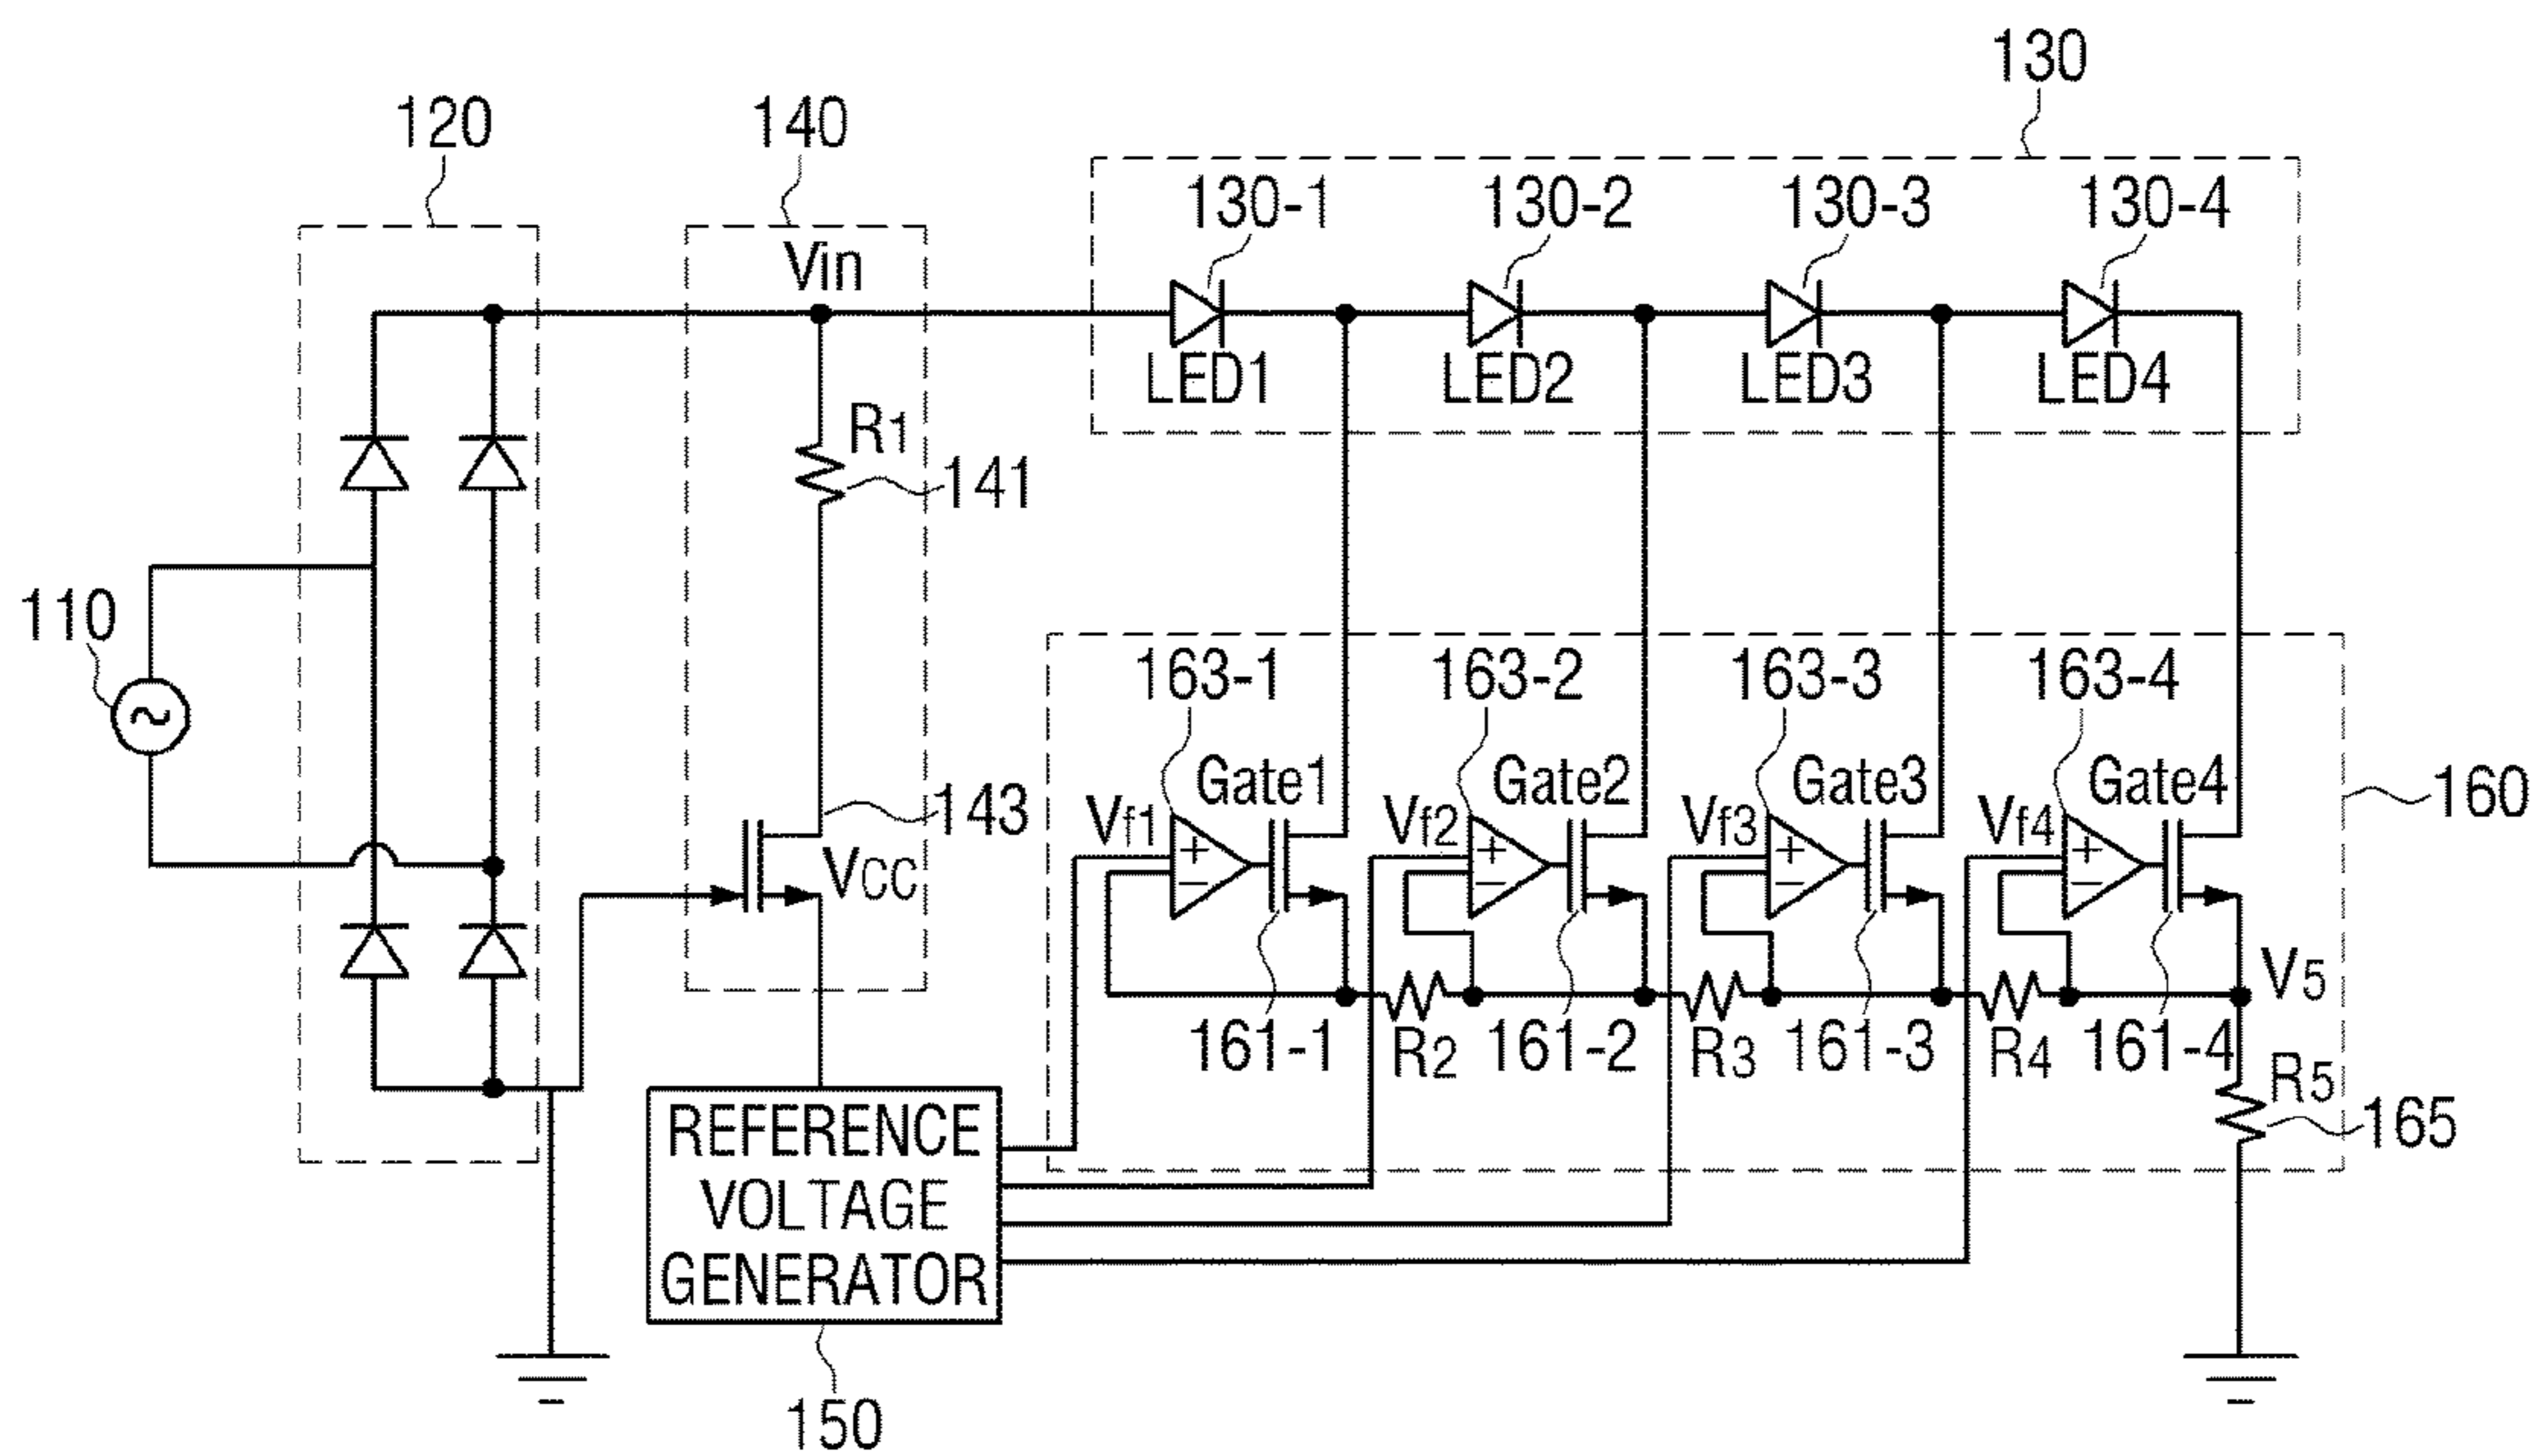 130
120
140
130-1
130-2
130-3
130-4
Vin
LED1
LED2
LED3
LED4
R1
141
110
163-1
163-2
163-3
163-4
Gate1
Gate2
Gate3
Gate4
160
143
Vf1
Vf2
Vf3
Vf4
+
+
+
+
VCC
−
−
−
−
V5
161-1
R2
161-2
R3
161-3
R4
161-4
R5
165
REFERENCE
VOLTAGE
GENERATOR
150